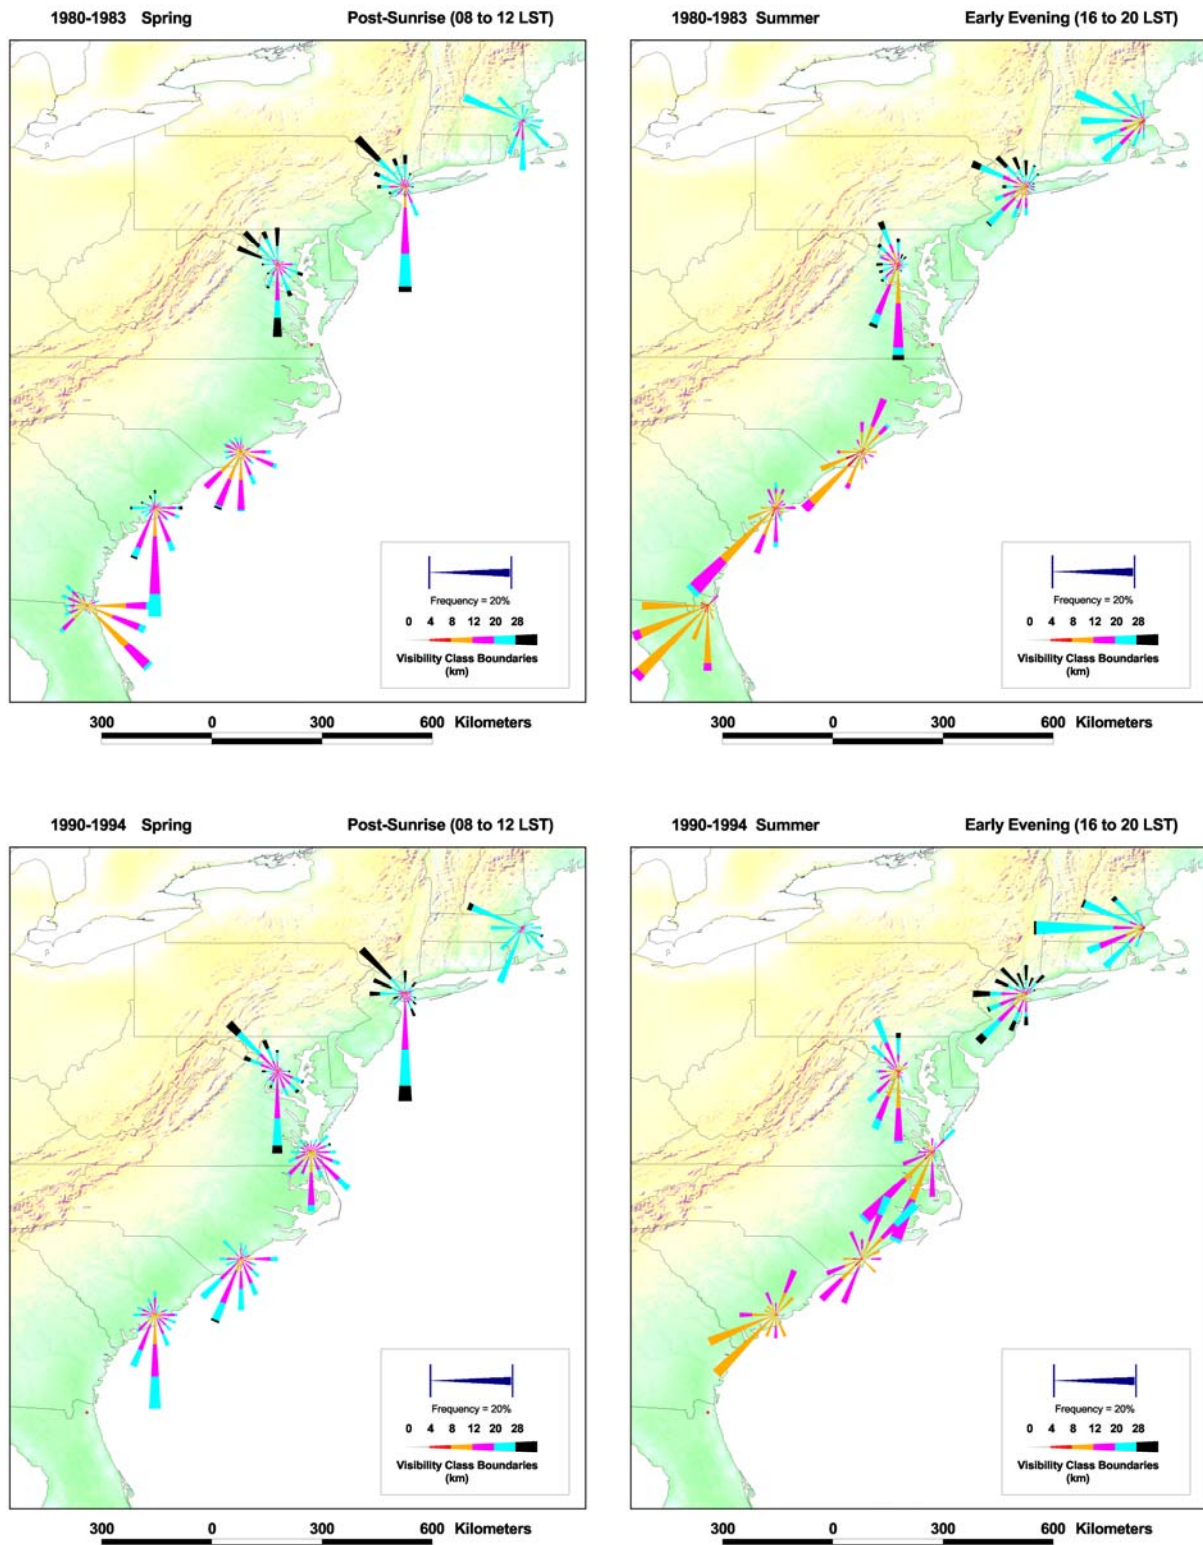 1980-1983 Spring Post-Sunrise (08 to 12 LST)
Frequency = 20%
0 4 8 12 20 28
Visibility Class Boundaries
(km)
300 0 300 600 Kilometers
1980-1983 Summer Early Evening (16 to 20 LST)
Frequency = 20%
0 4 8 12 20 28
Visibility Class Boundaries
(km)
300 0 300 600 Kilometers
1990-1994 Spring Post-Sunrise (08 to 12 LST)
Frequency = 20%
0 4 8 12 20 28
Visibility Class Boundaries
(km)
300 0 300 600 Kilometers
1990-1994 Summer Early Evening (16 to 20 LST)
Frequency = 20%
0 4 8 12 20 28
Visibility Class Boundaries
(km)
300 0 300 600 Kilometers